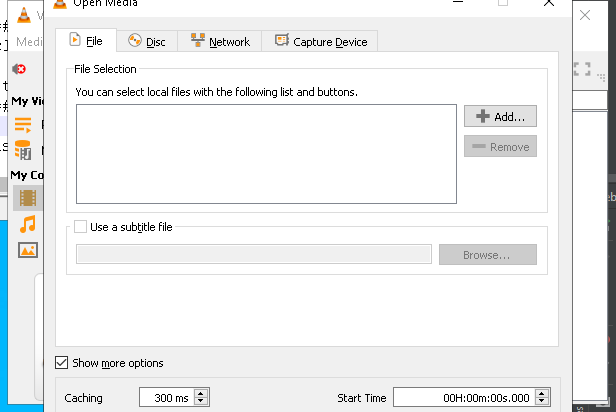 Open Media
Medi
File
Disc
Network
Capture Device
File Selection
You can select local files with the following list and buttons.
My Vi
Add...
Remove
My Co
Use a subtitle file
Browse...
Show more options
Caching
300 ms
Start Time
00H:00m:00s.000